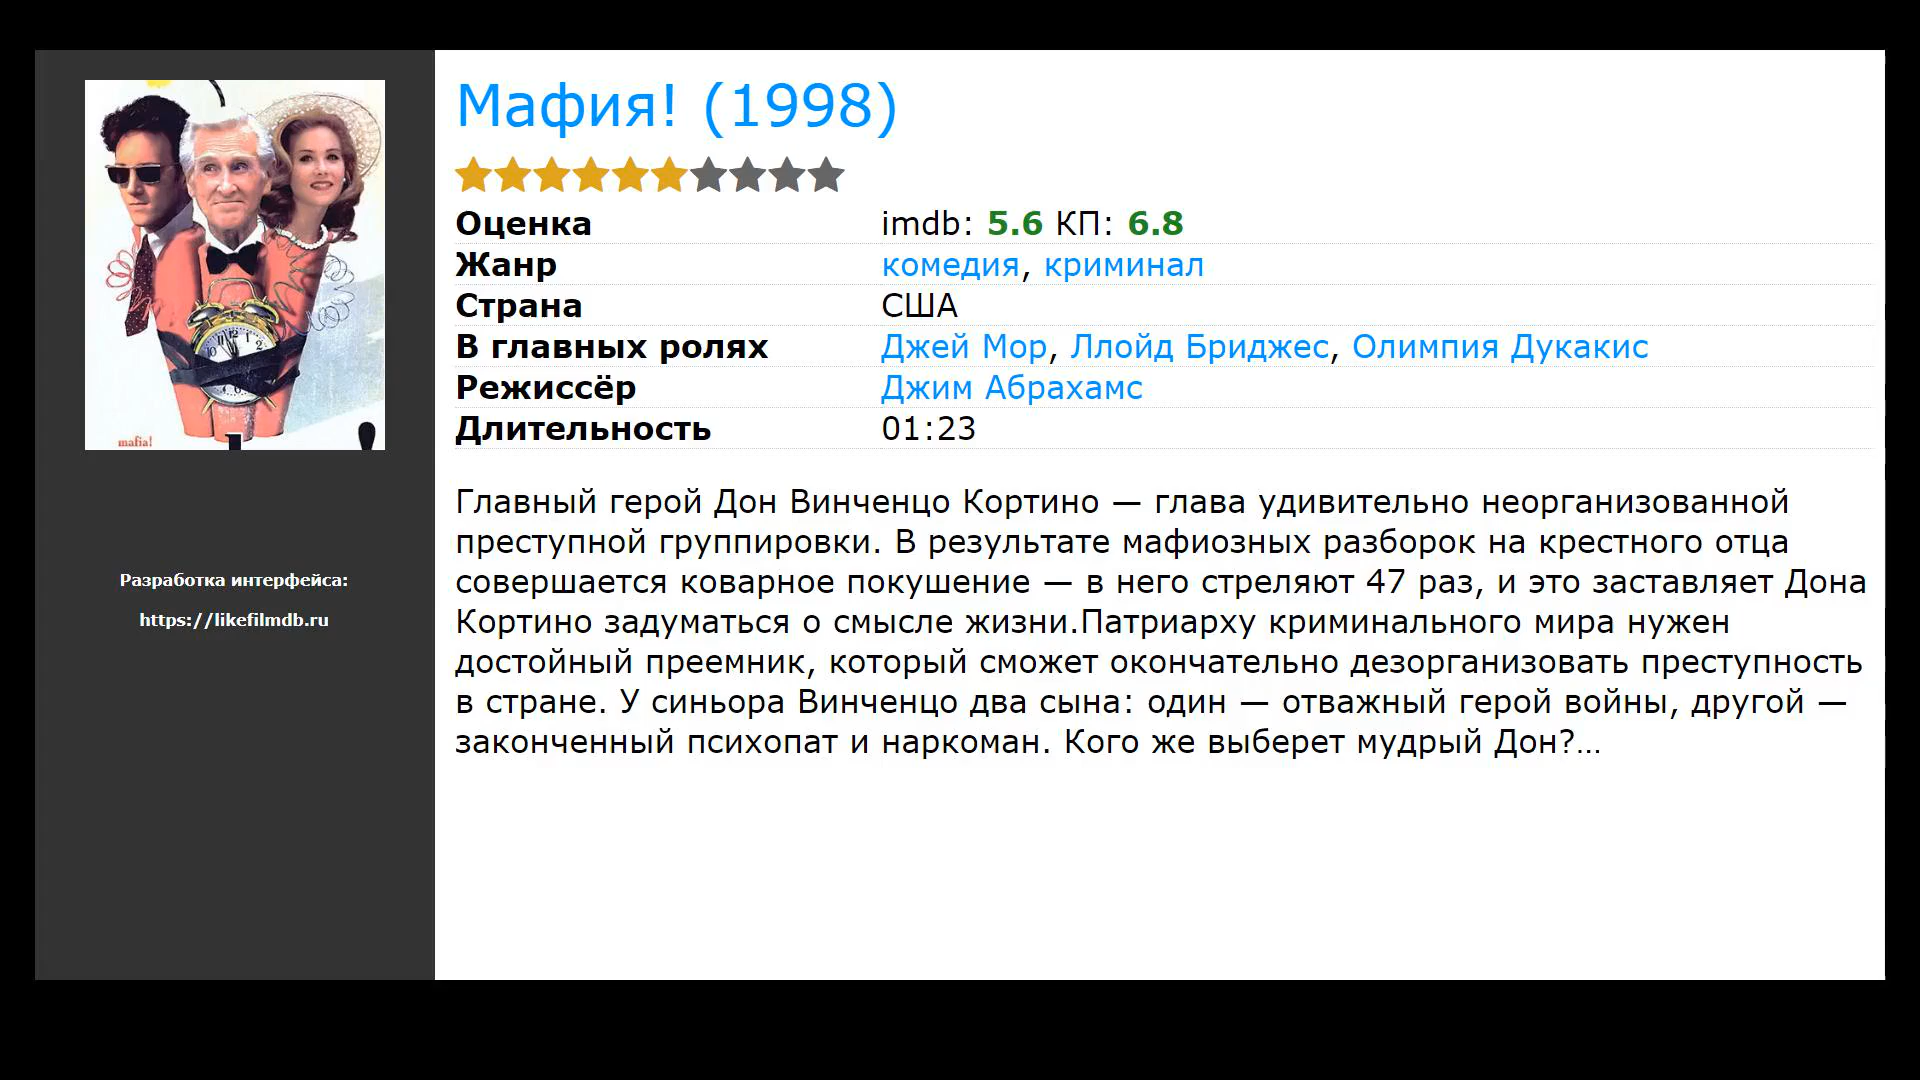 Мафия! (1998)
Оценка imdb: 5.6 КП: 6.8
Жанр комедия, криминал
Страна США
В главных ролях Джей Мор, Ллойд Бриджес, Олимпия Дукакис
Режиссёр Джим Абрахамс
Длительность 01:23
Главный герой Дон Винченцо Кортино — глава удивительно неорганизованной
преступной группировки. В результате мафиозных разборок на крестного отца
совершается коварное покушение — в него стреляют 47 раз, и это заставляет Дона
Кортино задуматься о смысле жизни.Патриарху криминального мира нужен
достойный преемник, который сможет окончательно дезорганизовать преступность
в стране. У синьора Винченцо два сына: один — отважный герой войны, другой —
законченный психопат и наркоман. Кого же выберет мудрый Дон?...
mafia!
Разработка интерфейса:
https://likefilmdb.ru